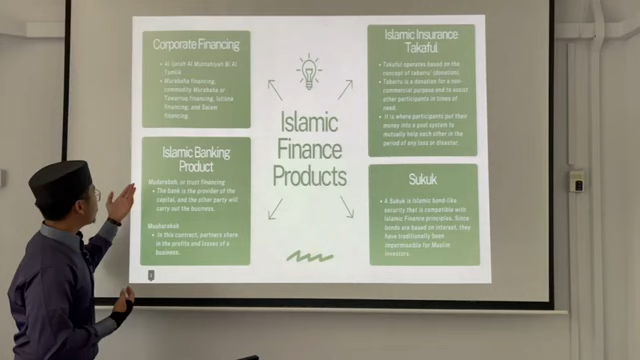 Corporate Financing
• Al Ijarah Al Muntahiyah Bi Al
Tamlik
• Murabaha financing,
commodity Murabaha or
Tawarruq financing, Istisna
financing, and Salam
financing.
Islamic Banking
Product
Mudarabah, or trust financing
• The bank is the provider of the
capital, and the other party will
carry out the business.
Musharakah
• In this contract, partners share
in the profits and losses of a
business.
Islamic
Finance
Products
Islamic Insurance
Takaful
• Takaful operates based on the
concept of tabarru' (donation).
• Tabarru is a donation for a non
commercial purpose and to assist
other participants in times of
need.
• It is where participants put their
money into a pool system to
mutually help each other in the
period of any loss or disaster.
Sukuk
• A Sukuk is Islamic bond-like
security that is compatible with
Islamic Finance principles. Since
bonds are based on interest, they
have traditionally been
impermissible for Muslim
investors.